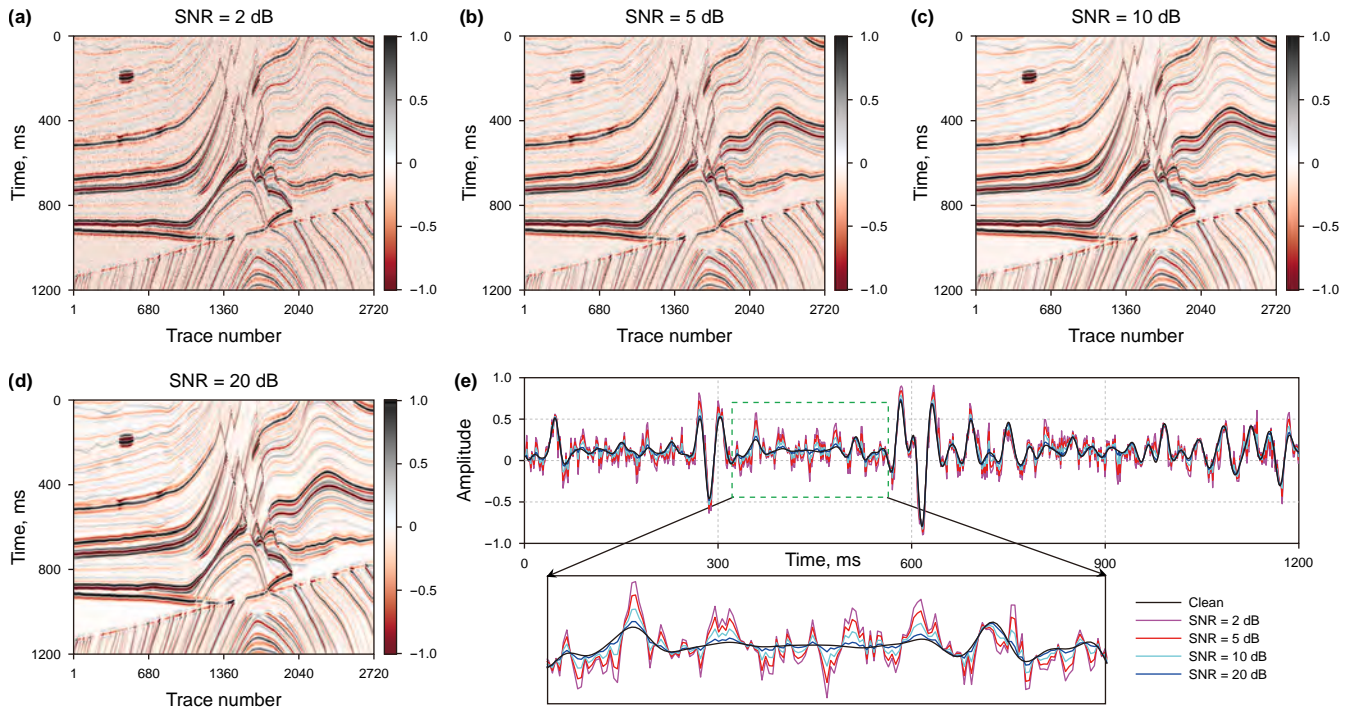 (a)
SNR = 2 dB
Time, ms
0
400
800
1200
1
680
1360
2040
2720
Trace number
1.0
0.5
0
−0.5
−1.0
(b)
SNR = 5 dB
Time, ms
0
400
800
1200
1
680
1360
2040
2720
Trace number
1.0
0.5
0
−0.5
−1.0
(c)
SNR = 10 dB
Time, ms
0
400
800
1200
1
680
1360
2040
2720
Trace number
1.0
0.5
0
−0.5
−1.0
(d)
SNR = 20 dB
Time, ms
0
400
800
1200
1
680
1360
2040
2720
Trace number
1.0
0.5
0
−0.5
−1.0
(e)
Amplitude
1.0
0.5
0
−0.5
−1.0
0
300
600
900
1200
Time, ms
Clean
SNR = 2 dB
SNR = 5 dB
SNR = 10 dB
SNR = 20 dB